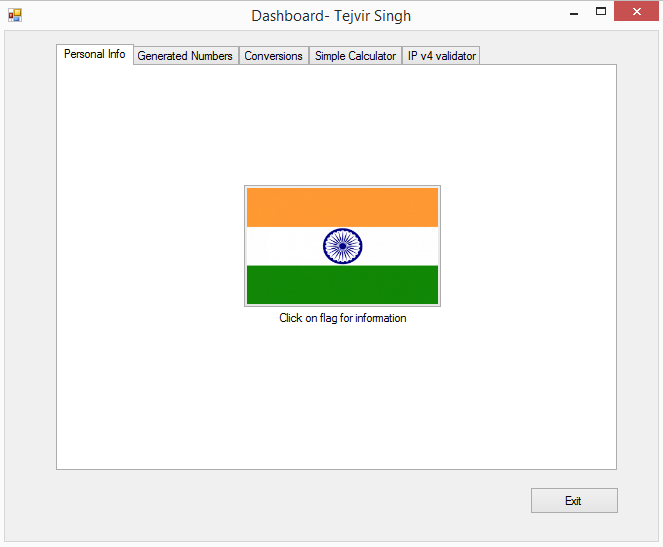 Dashboard- Tejvir Singh
Personal Info Generated Numbers Conversions Simple Calculator IP v4 validator
Click on flag for information
Exit